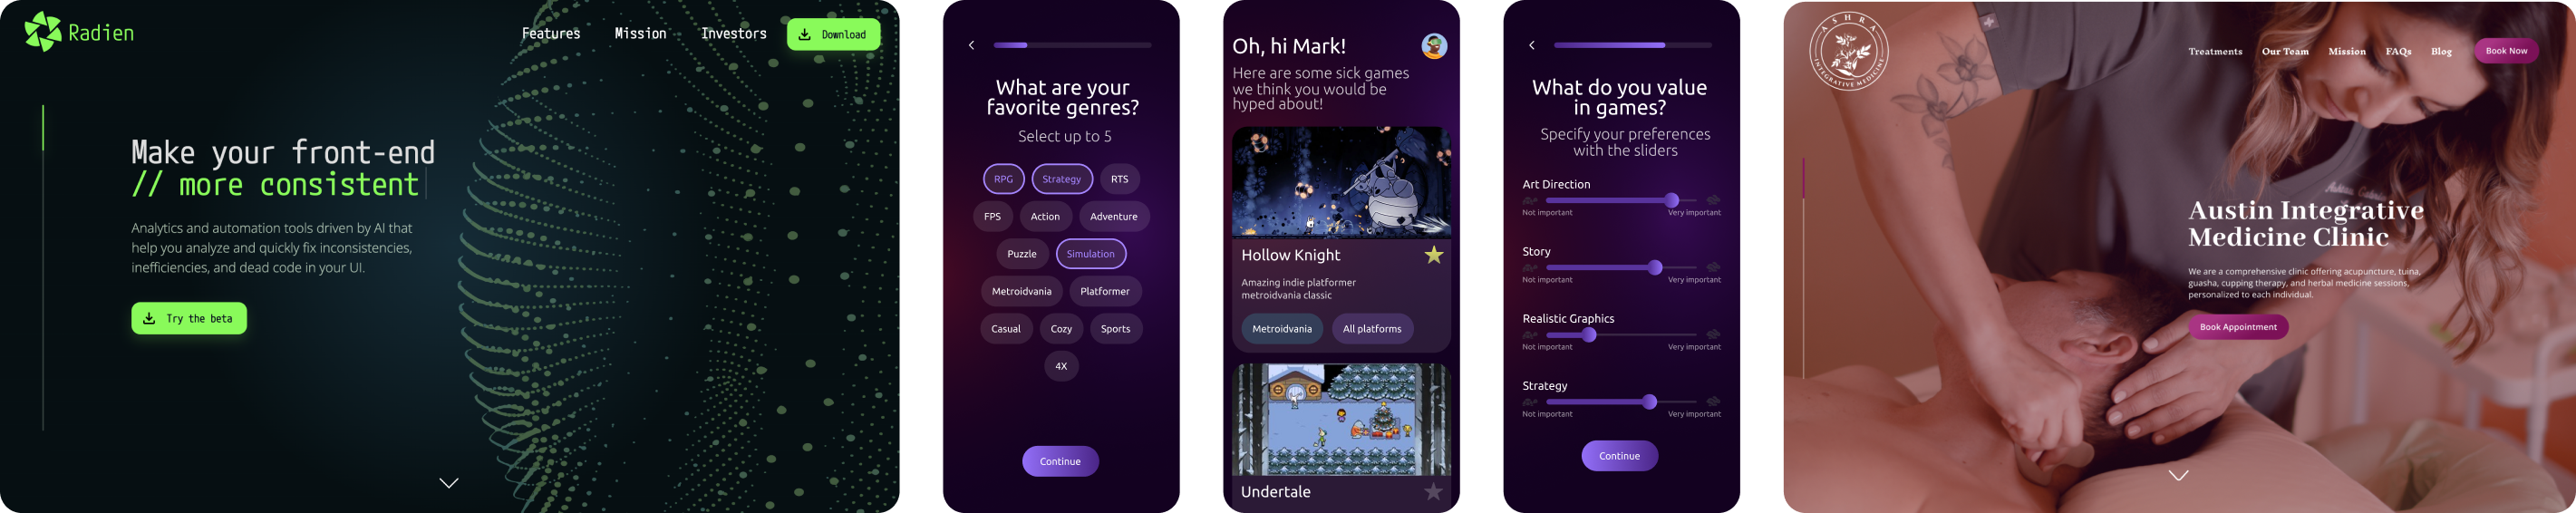 Radien
Features
Mission
Investors
Download
Make your front-end
// more consistent
Analytics and automation tools driven by AI that
help you analyze and quickly fix inconsistencies,
inefficiencies, and dead code in your UI.
Try the beta
What are your
favorite genres?
Select up to 5
RPG
Strategy
RTS
FPS
Action
Adventure
Puzzle
Simulation
Metroidvania
Platformer
Casual
Cozy
Sports
4X
Continue
Oh, hi Mark!
Here are some sick games
we think you would be
hyped about!
Hollow Knight
Amazing indie platformer
metroidvania classic
Metroidvania
All platforms
Undertale
What do you value
in games?
Specify your preferences
with the sliders
Art Direction
Not important
Very important
Story
Not important
Very important
Realistic Graphics
Not important
Very important
Strategy
Not important
Very important
Continue
ASHRA
INTEGRATIVE MEDICINE
Treatments
Our Team
Mission
FAQs
Blog
Book Now
Austin Integrative
Medicine Clinic
We are a comprehensive clinic offering acupuncture, tuina,
guasha, cupping therapy, and herbal medicine sessions,
personalized to each individual.
Book Appointment